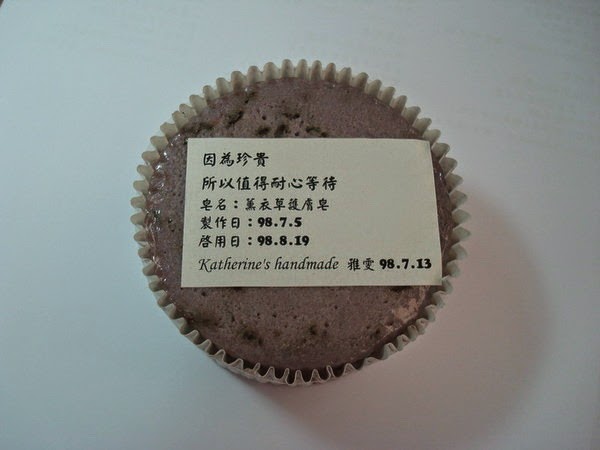 因為珍貴
所以值得耐心等待
皂名：薰衣草護膚皂
製作日：98.7.5
啓用日：98.8.19
Katherine's handmade 雅雯 98.7.13